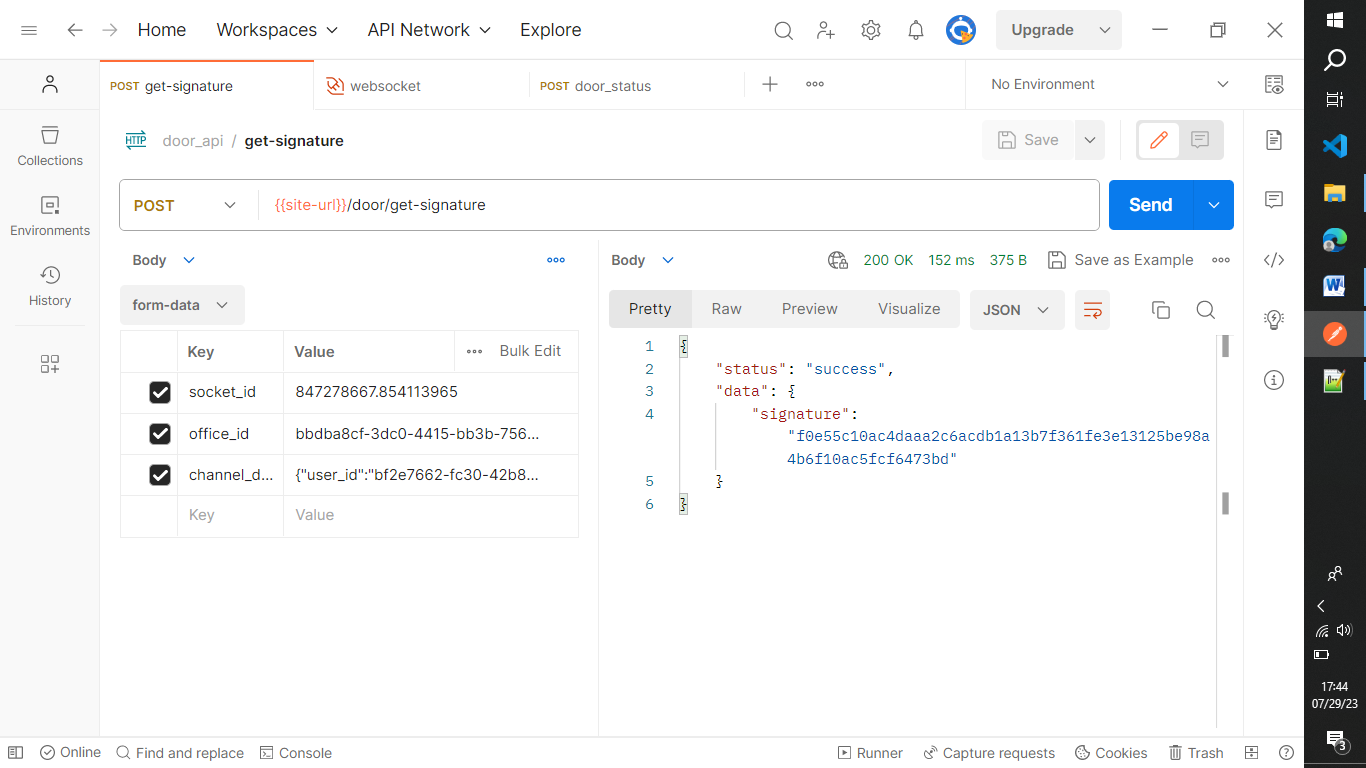 Home Workspaces API Network Explore Upgrade
POST get-signature websocket POST door_status No Environment
HTTP door_api / get-signature Save
Collections
POST {{site-url}}/door/get-signature Send
Environments
Body Body 200 OK 152 ms 375 B Save as Example
History
form-data Pretty Raw Preview Visualize JSON
Key Value Bulk Edit
socket_id 847278667.854113965
office_id bbdba8cf-3dc0-4415-bb3b-756...
channel_d... {"user_id":"bf2e7662-fc30-42b8...
Key Value
1 {
2 "status": "success",
3 "data": {
4 "signature":
"f0e55c10ac4daaa2c6acdb1a13b7f361fe3e13125be98a
4b6f10ac5fcf6473bd"
5 }
6 }
17:44
07/29/23
3
Online Find and replace Console Runner Capture requests Cookies Trash